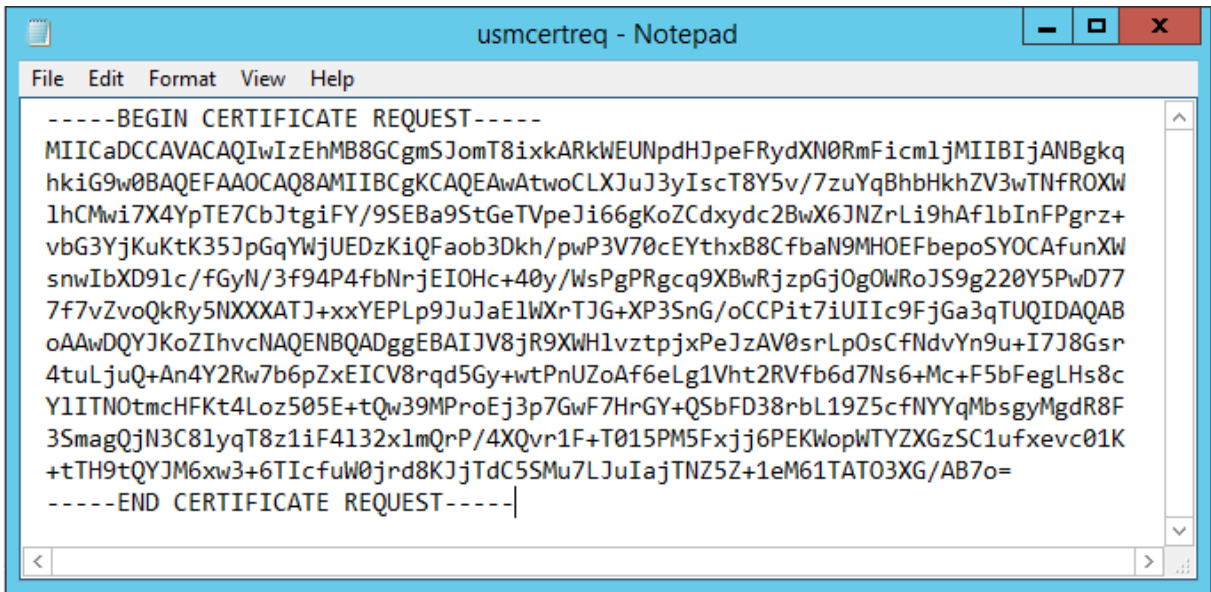 usmcertreq - Notepad
File Edit Format View Help
-----BEGIN CERTIFICATE REQUEST-----
MIICaDCCAVACAQIwIzEhMB8GCgmSJomT8ixkARkWEUNpdHJpeFRydXN0RmFicmljMIIBIjANBgkq
hkiG9w0BAQEFAAOCAQ8AMIIBCgKCAQEAwAtwoCLXJuJ3yIscT8Y5v/7zuYqBhbHkhZV3wTNfROXW
lhCMwi7X4YpTE7CbJtgiFY/9SEBa9StGeTVpeJi66gKoZCdxydc2BwX6JNZrLi9hAflbInFPgrz+
vbG3YjKuKtK35JpGqYWjUEDzKiQFaob3Dkh/pwP3V70cEYthxB8CfbaN9MHOEFbepoSYOCAfunXW
snwIbXD9lc/fGyN/3f94P4fbNrjEIOHc+40y/WsPgPRgcq9XBwRjzpGjOgOWRoJS9g220Y5PwD77
7f7vZvoQkRy5NXXXATJ+xxYEPLp9JuJaElWXrTJG+XP3SnG/oCCPit7iUIIc9FjGa3qTUQIDAQAB
oAAwDQYJKoZIhvcNAQENBQADggEBAIJV8jR9XWHlvztpjxPeJzAV0srLpOsCfNdvYn9u+I7J8Gsr
4tuLjuQ+An4Y2Rw7b6pZxEICV8rqd5Gy+wtPnUZoAf6eLg1Vht2RVfb6d7Ns6+Mc+F5bFegLHs8c
YlITNOtmcHFKt4Loz505E+tQw39MProEj3p7GwF7HrGY+QSbFD38rbL19Z5cfNYYqMbsgyMgdR8F
3SmagQjN3C8lyqT8z1iF4l32xlmQrP/4XQvr1F+T015PM5Fxjj6PEKWopWTYZXGzSC1ufxevc01K
+tTH9tQYJM6xw3+6TIcfuW0jrd8KJjTdC5SMu7LJuIajTNZ5Z+1eM61TATO3XG/AB7o=
-----END CERTIFICATE REQUEST-----